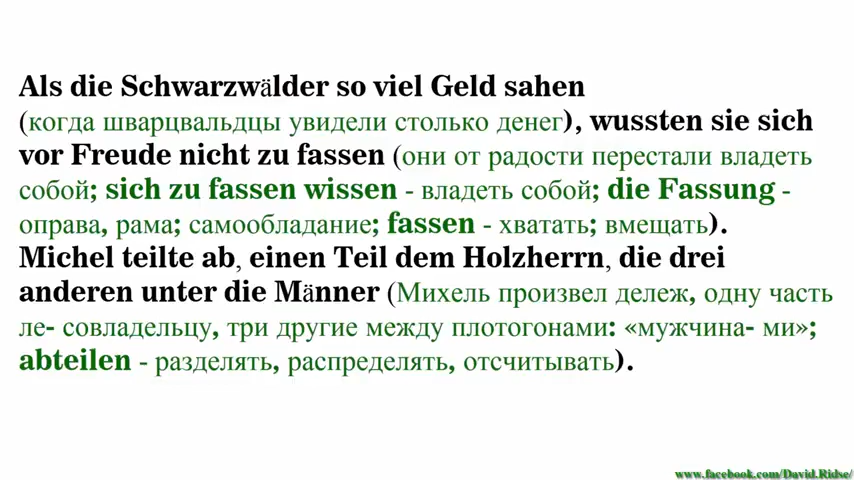 Als die Schwarzwälder so viel Geld sahen
(когда шварцвальдцы увидели столько денег), wussten sie sich
vor Freude nicht zu fassen (они от радости перестали владеть
собой; sich zu fassen wissen - владеть собой; die Fassung -
оправа, рама; самообладание; fassen - хватать; вмещать).
Michel teilte ab, einen Teil dem Holzherrn, die drei
anderen unter die Männer (Михель произвел дележ, одну часть
ле- совладельцу, три другие между плотогонами: «мужчина- ми»;
abteilen - разделять, распределять, отсчитывать).
www.facebook.com/David.Ridse/